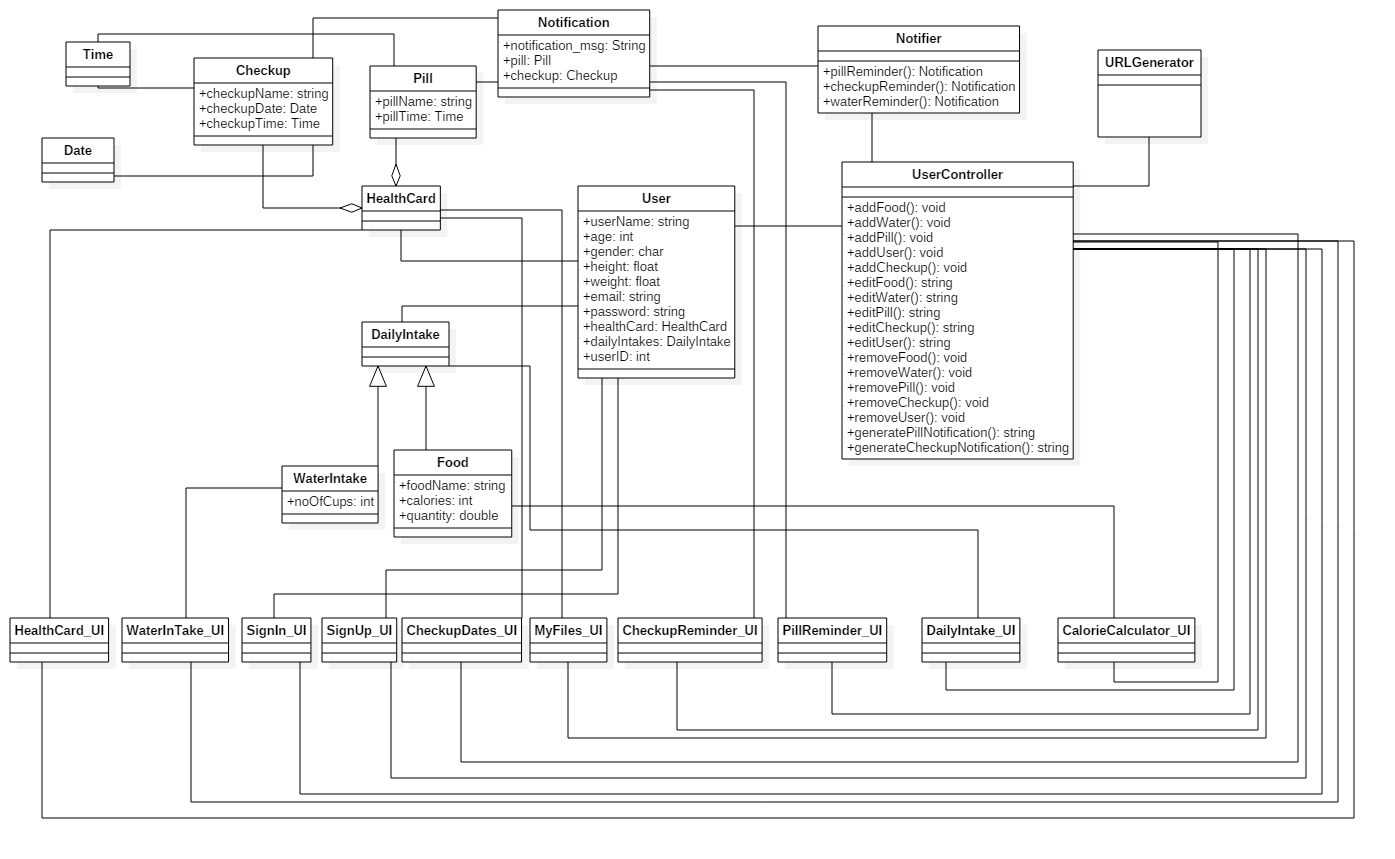 Notification
+notification_msg: String
+pill: Pill
+checkup: Checkup
Notifier
+pillReminder(): Notification
+checkupReminder(): Notification
+waterReminder(): Notification
URLGenerator
Time
Checkup
+checkupName: string
+checkupDate: Date
+checkupTime: Time
Pill
+pillName: string
+pillTime: Time
Date
HealthCard
User
+userName: string
+age: int
+gender: char
+height: float
+weight: float
+email: string
+password: string
+healthCard: HealthCard
+dailyIntakes: DailyIntake
+userID: int
UserController
+addFood(): void
+addWater(): void
+addPill(): void
+addUser(): void
+addCheckup(): void
+editFood(): string
+editWater(): string
+editPill(): string
+editCheckup(): string
+editUser(): string
+removeFood(): void
+removeWater(): void
+removePill(): void
+removeCheckup(): void
+removeUser(): void
+generatePillNotification(): string
+generateCheckupNotification(): string
DailyIntake
WaterIntake
+noOfCups: int
Food
+foodName: string
+calories: int
+quantity: double
HealthCard_UI
WaterInTake_UI
SignIn_UI
SignUp_UI
CheckupDates_UI
MyFiles_UI
CheckupReminder_UI
PillReminder_UI
DailyIntake_UI
CalorieCalculator_UI